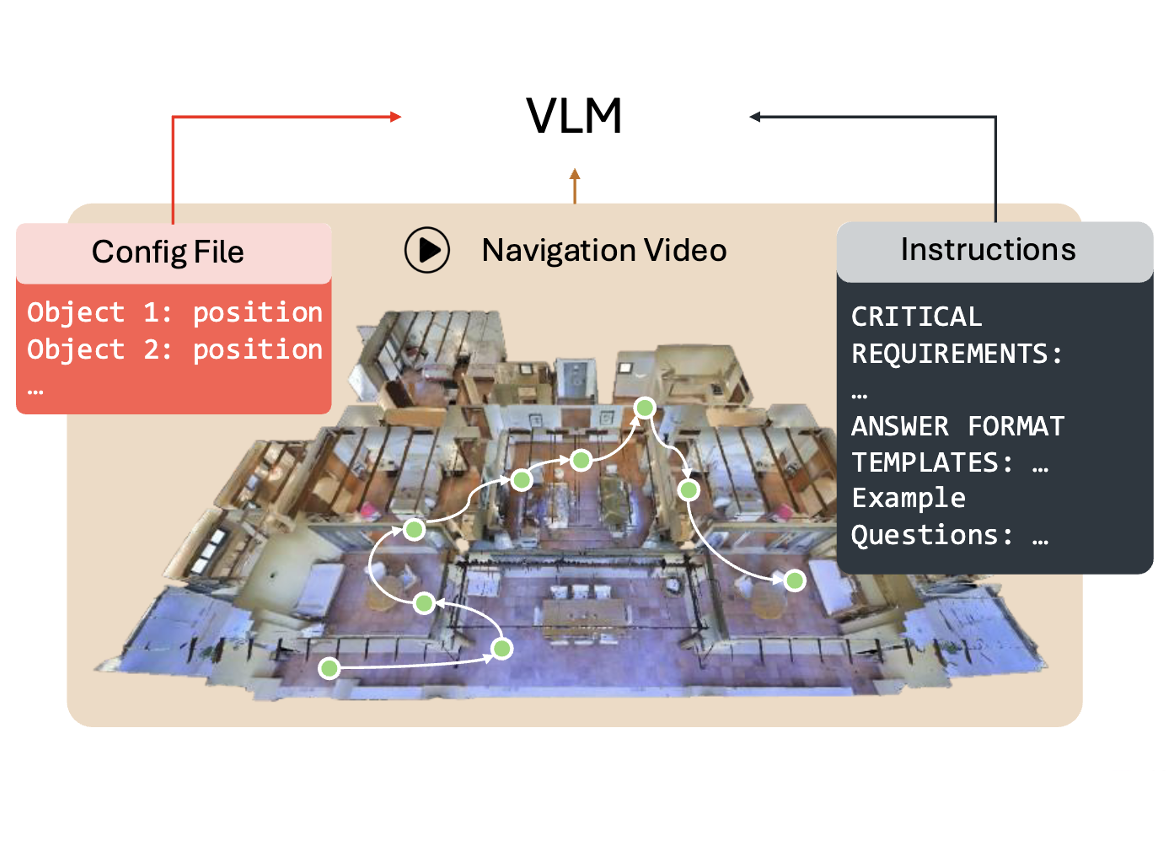 VLM
Config File
Object 1: position
Object 2: position
…
Navigation Video
Instructions
CRITICAL
REQUIREMENTS:
…
ANSWER FORMAT
TEMPLATES: …
Example
Questions: …